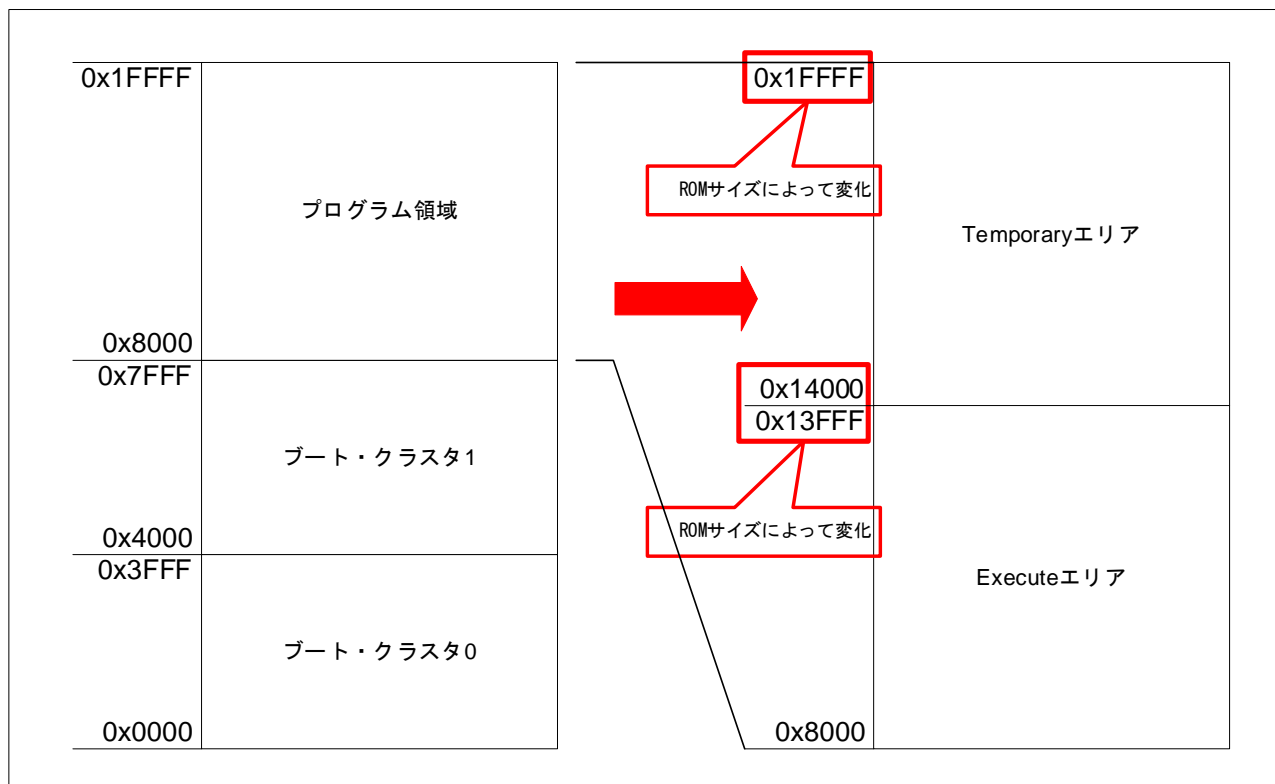 0x1FFFF
プログラム領域
0x8000
0x7FFF
ブート・クラスタ1
0x4000
0x3FFF
ブート・クラスタ0
0x0000
0x1FFFF
ROMサイズによって変化
Temporaryエリア
0x14000
0x13FFF
ROMサイズによって変化
Executeエリア
0x8000